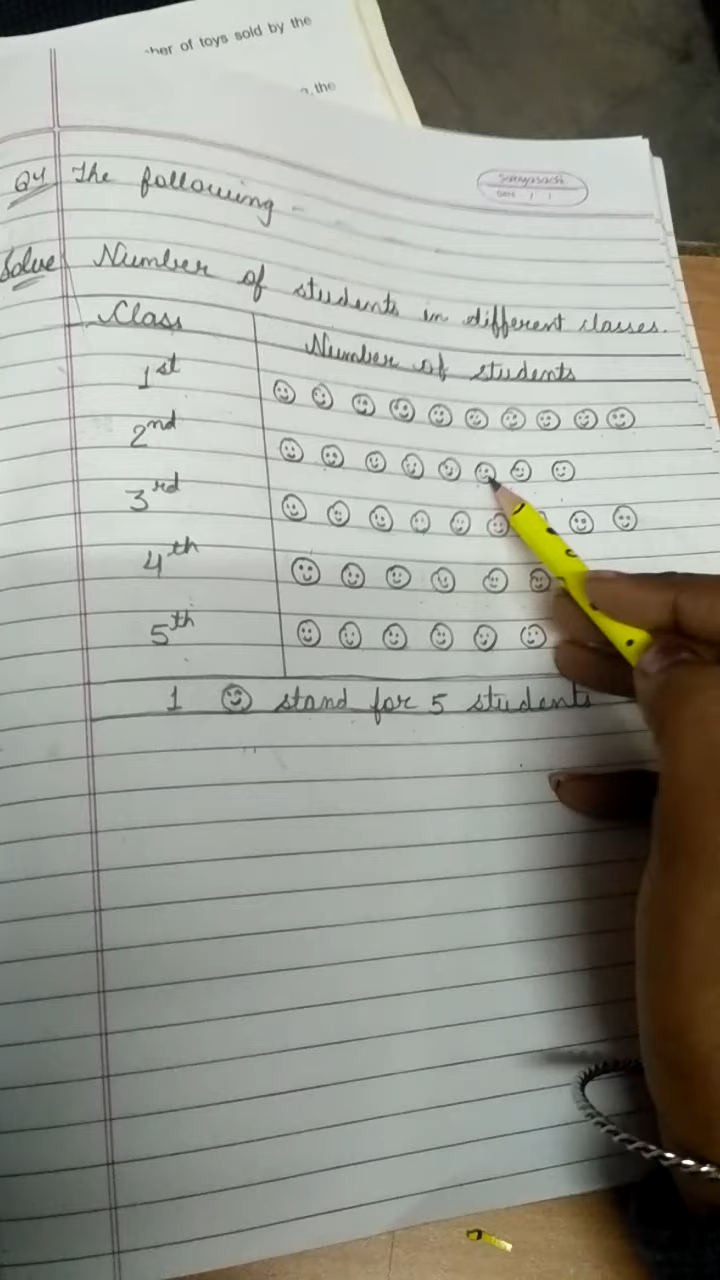 her of toys sold by the
the
Q4 The following -
Solve Number of students in different classes.
Class Number of students
1st
2nd
3rd
4th
5th
1 stand for 5 students